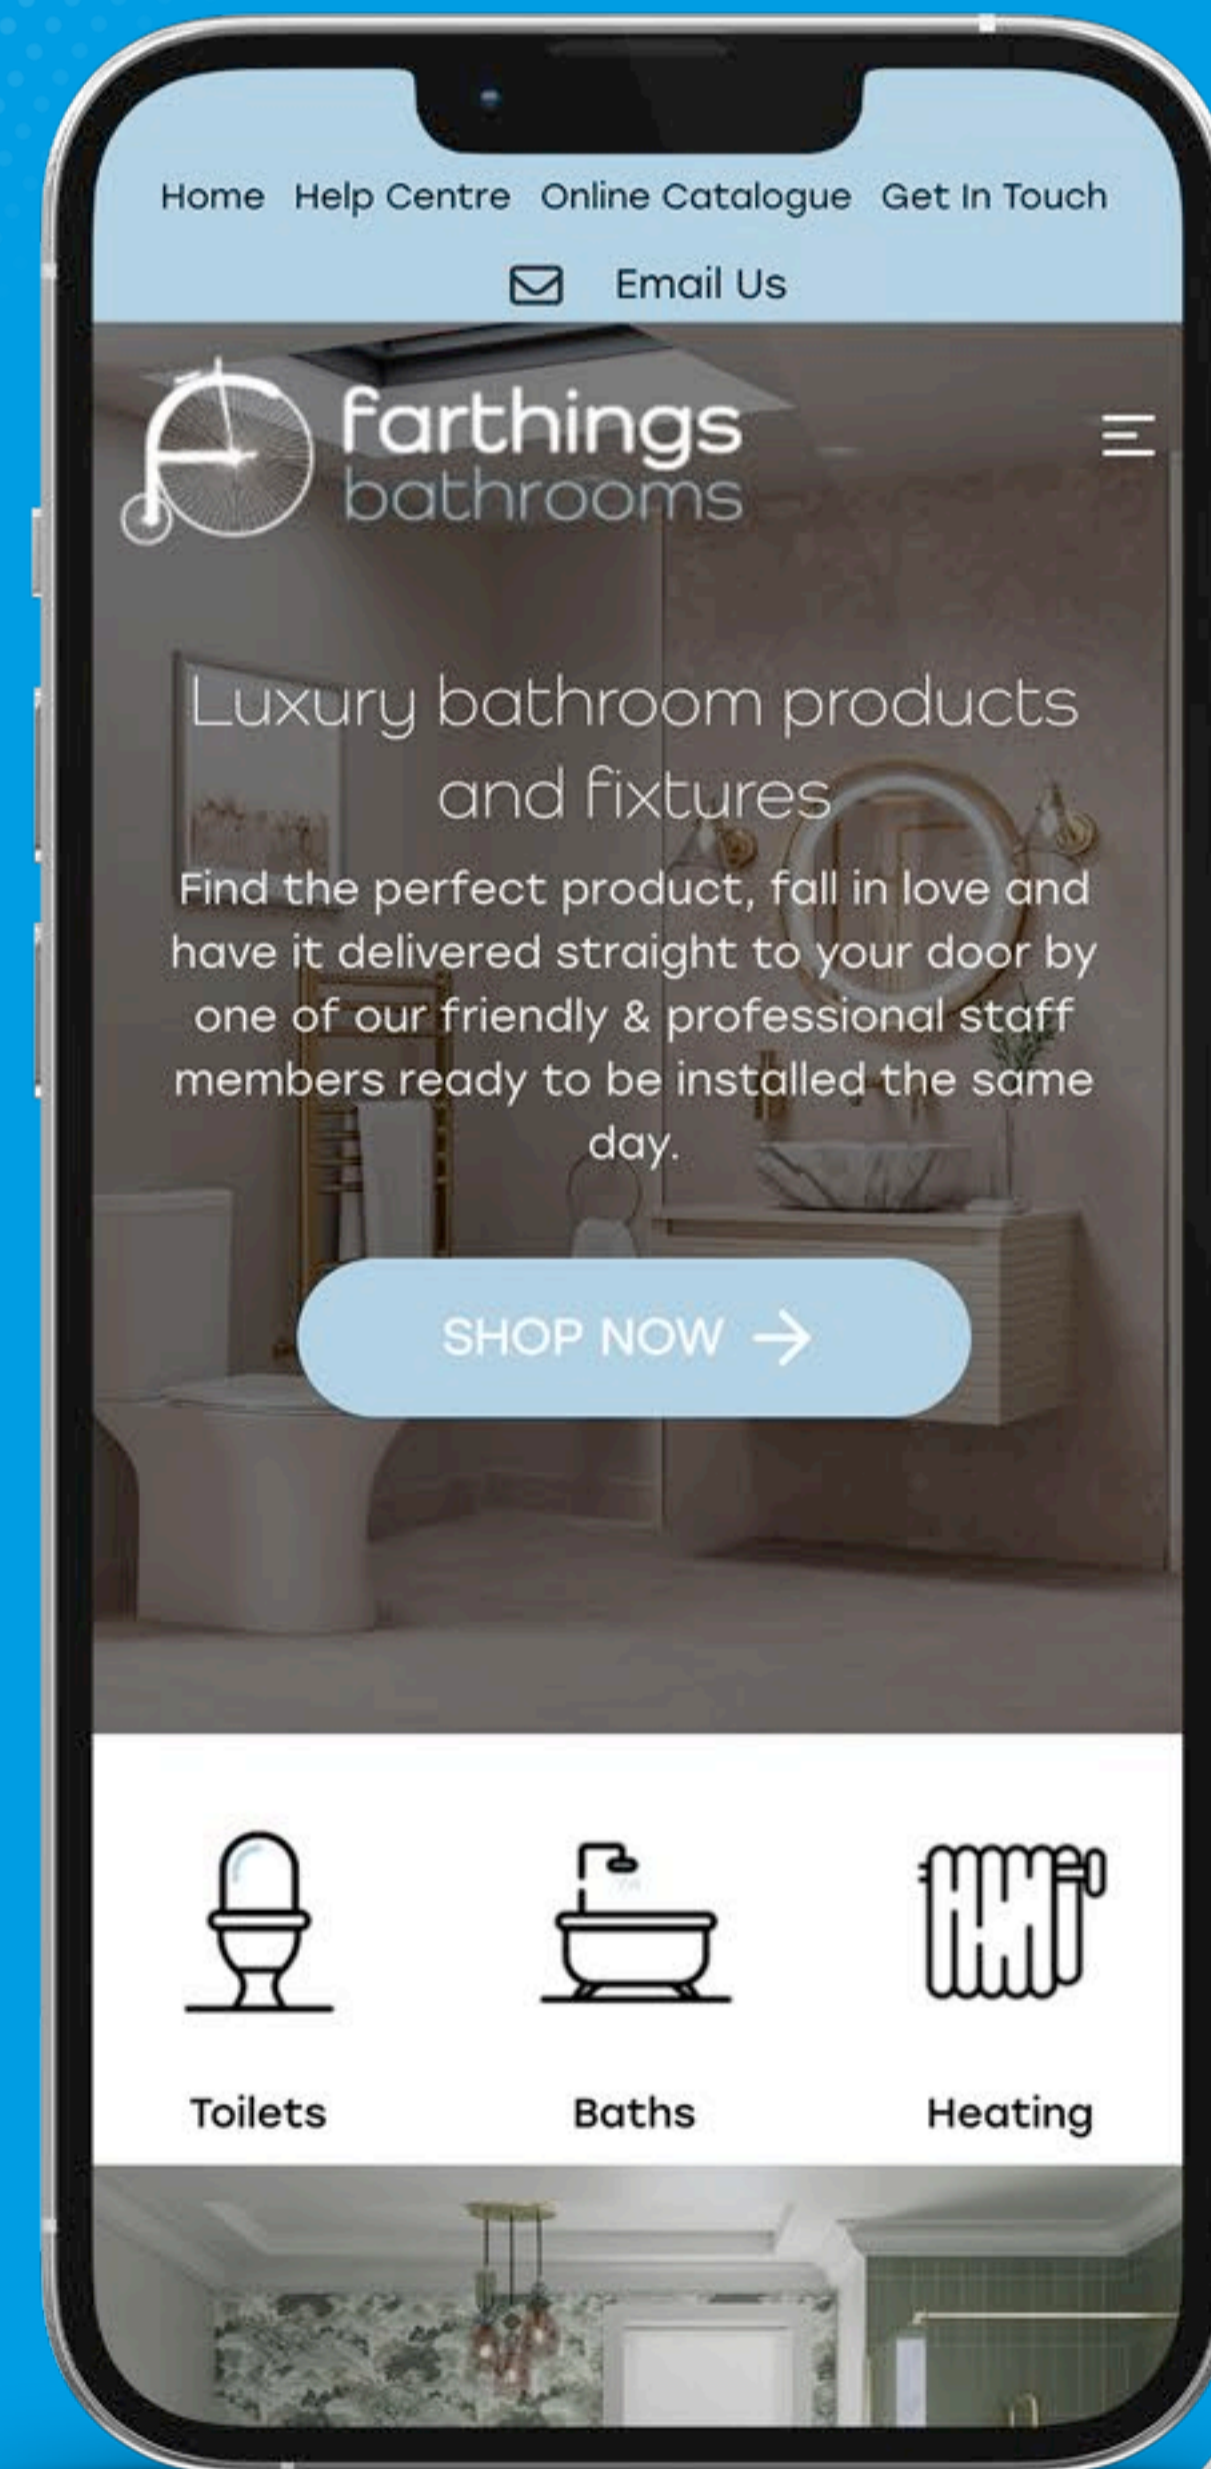 Home Help Centre Online Catalogue Get In Touch
Email Us
farthings
bathrooms
Luxury bathroom products
and fixtures
Find the perfect product, fall in love and
have it delivered straight to your door by
one of our friendly & professional staff
members ready to be installed the same
day.
SHOP NOW
Toilets Baths Heating